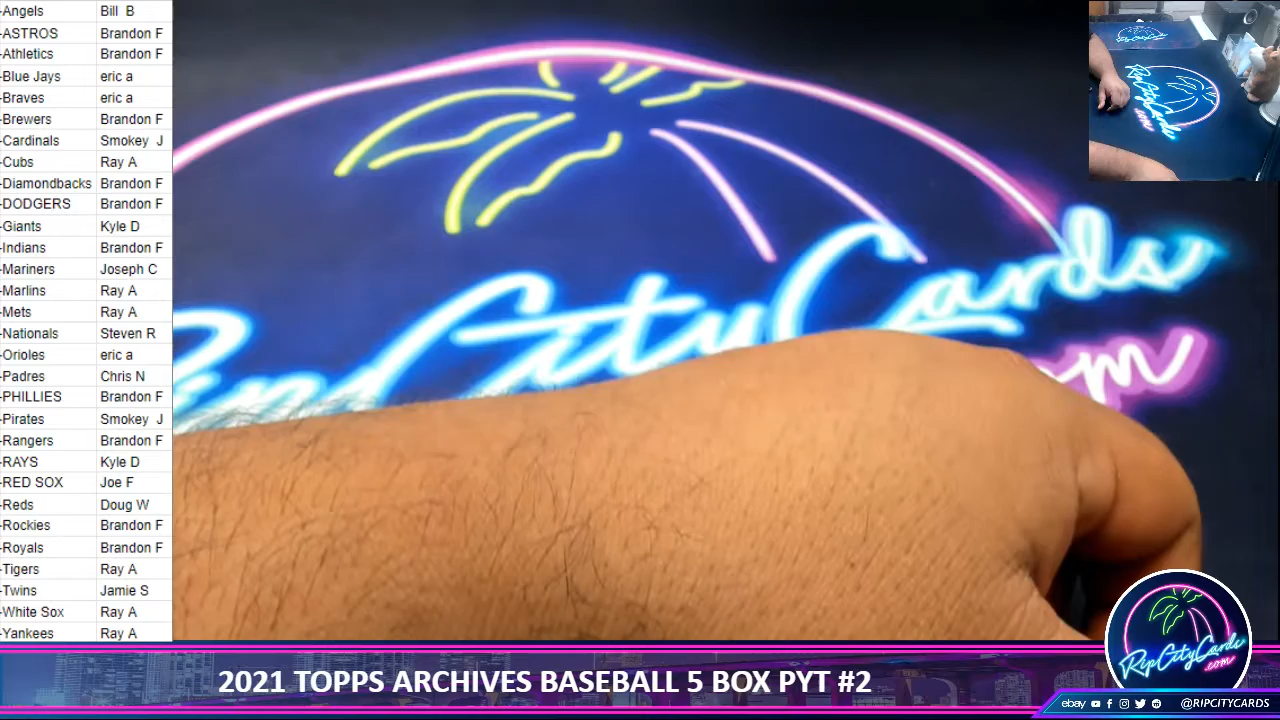 -Angels Bill B
-ASTROS Brandon F
-Athletics Brandon F
-Blue Jays eric a
-Braves eric a
-Brewers Brandon F
-Cardinals Smokey J
-Cubs Ray A
-Diamondbacks Brandon F
-DODGERS Brandon F
-Giants Kyle D
-Indians Brandon F
-Mariners Joseph C
-Marlins Ray A
-Mets Ray A
-Nationals Steven R
-Orioles eric a
-Padres Chris N
-PHILLIES Brandon F
-Pirates Smokey J
-Rangers Brandon F
-RAYS Kyle D
-RED SOX Joe F
-Reds Doug W
-Rockies Brandon F
-Royals Brandon F
-Tigers Ray A
-Twins Jamie S
-White Sox Ray A
-Yankees Ray A
RipCityCards
.com
RipCityCards
om
RipCityCards
.com
2021 TOPPS ARCHIVES BASEBALL 5 BOX PYT #2
ebay @RIPCITYCARDS